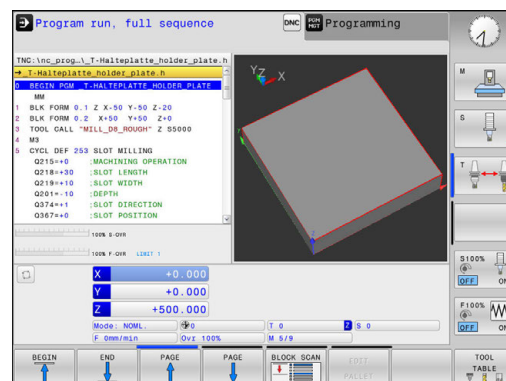 Program run, full sequence
DNC
PGM MGT
Programming
TNC:\nc_prog…\_T-Halteplatte_holder_plate.h
→_T-Halteplatte_holder_plate.h
0 BEGIN PGM _T-HALTEPLATTE_HOLDER_PLATE
MM
1 BLK FORM 0.1 Z X-50 Y-50 Z-20
2 BLK FORM 0.2 X+50 Y+50 Z+0
3 TOOL CALL "MILL_D8_ROUGH" Z S5000
4 M3
5 CYCL DEF 253 SLOT MILLING
Q215=+0 ;MACHINING OPERATION
Q218=+30 ;SLOT LENGTH
Q219=+10 ;SLOT WIDTH
Q201=-10 ;DEPTH
Q374=+1 ;SLOT DIRECTION
Q367=+0 ;SLOT POSITION
Y Z X
Z
100% S-OVR
100% F-OVR LIMIT 1
X +0.000
Y +0.000
Z +500.000
Mode: NOML. 0 T 0 Z S 0
F 0mm/min Ovr 100% M 5/9
M
S
T
S100%
OFF ON
F100%
OFF ON
BEGIN
END
PAGE
PAGE
BLOCK SCAN
EDIT PALLET
TOOL TABLE